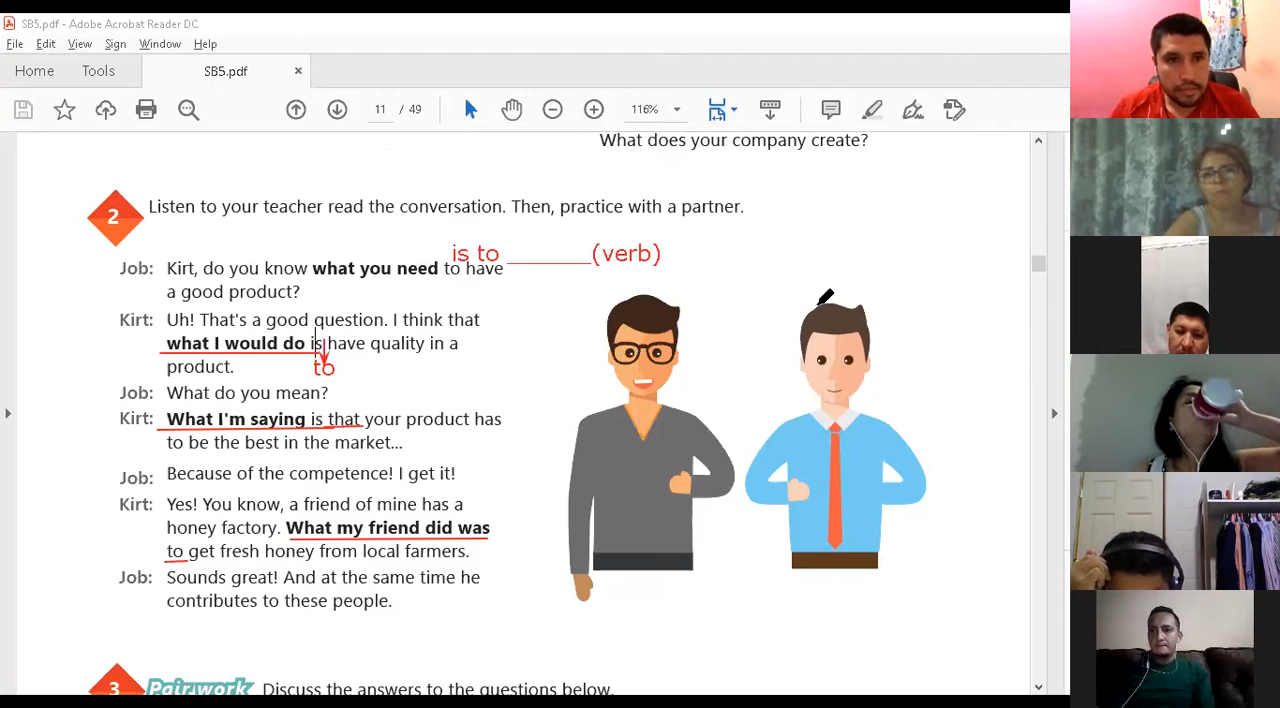 SB5.pdf - Adobe Acrobat Reader DC
File Edit View Sign Window Help
Home Tools SB5.pdf ×
11 / 49 116%
What does your company create?
2 Listen to your teacher read the conversation. Then, practice with a partner.
is to ______(verb)
Job: Kirt, do you know what you need to have
a good product?
Kirt: Uh! That's a good question. I think that
what I would do is have quality in a
to
product.
Job: What do you mean?
Kirt: What I'm saying is that your product has
to be the best in the market...
Job: Because of the competence! I get it!
Kirt: Yes! You know, a friend of mine has a
honey factory. What my friend did was
to get fresh honey from local farmers.
Job: Sounds great! And at the same time he
contributes to these people.
3 Pair work Discuss the answers to the questions below.